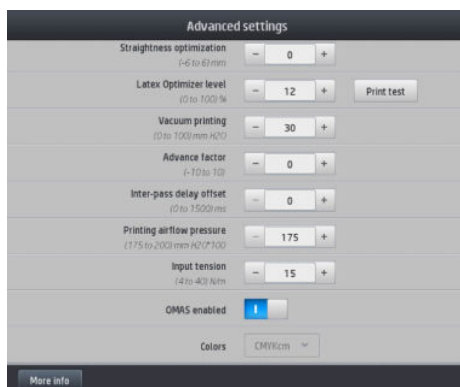 Advanced settings
Straightness optimization
(-6 to 6) mm
- 0 +
Latex Optimizer level
(0 to 100) %
- 12 +
Print test
Vacuum printing
(0 to 100) mm H2O
- 30 +
Advance factor
(-10 to 10)
- 0 +
Inter-pass delay offset
(0 to 1500) ms
- 0 +
Printing airflow pressure
(175 to 200) mm H2O*100
- 175 +
Input tension
(4 to 40) N/m
- 15 +
OMAS enabled
I
Colors
CMYKcm
More info